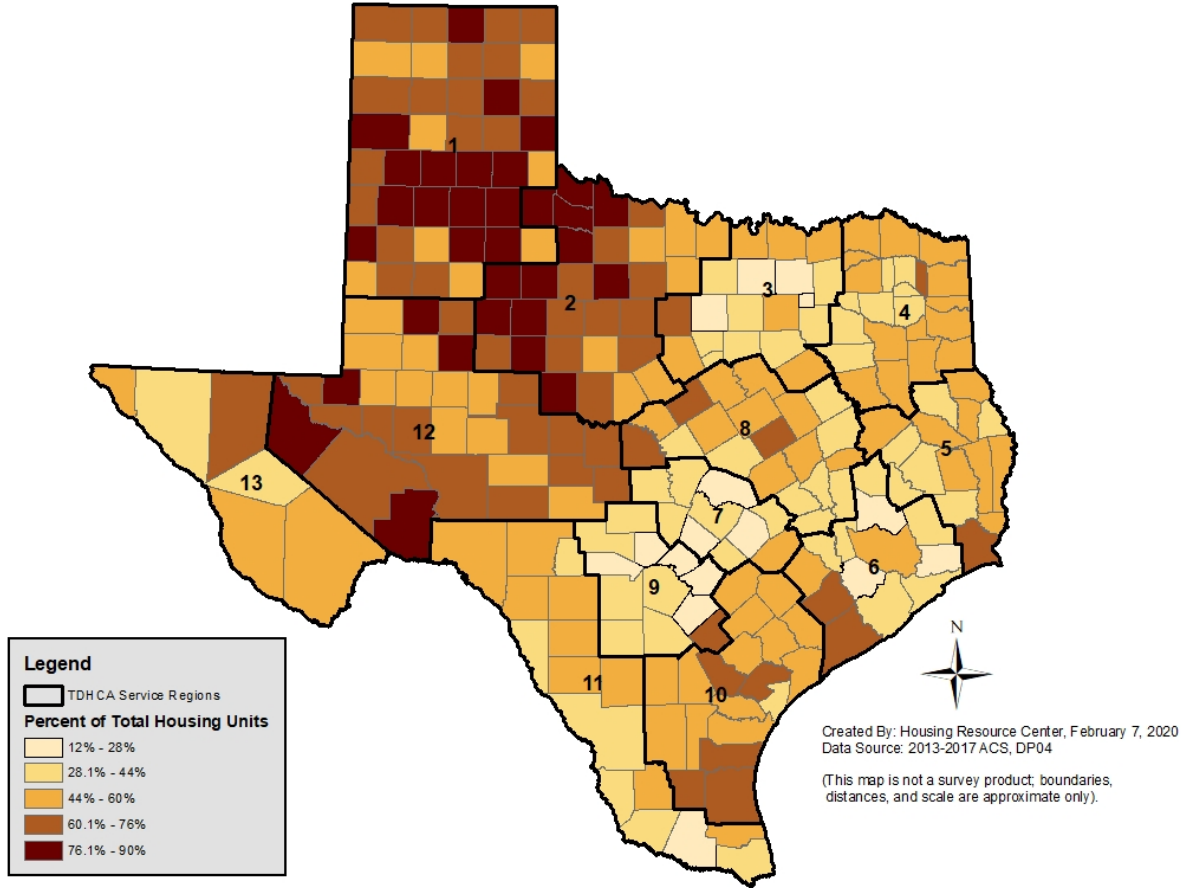 1
2
3
4
5
6
7
8
9
10
11
12
13
Legend
TDHCA Service Regions
Percent of Total Housing Units
12% - 28%
28.1% - 44%
44% - 60%
60.1% - 76%
76.1% - 90%
N
Created By: Housing Resource Center, February 7, 2020
Data Source: 2013-2017 ACS, DP04
(This map is not a survey product; boundaries,
distances, and scale are approximate only).